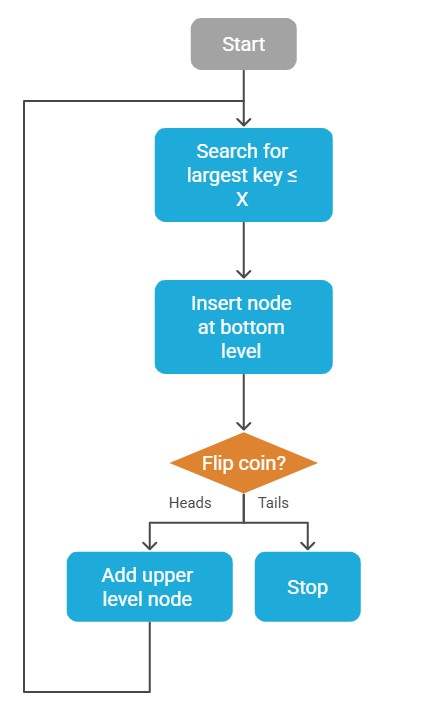 Start
Search for
largest key ≤
X
Insert node
at bottom
level
Flip coin?
Heads
Tails
Add upper
level node
Stop